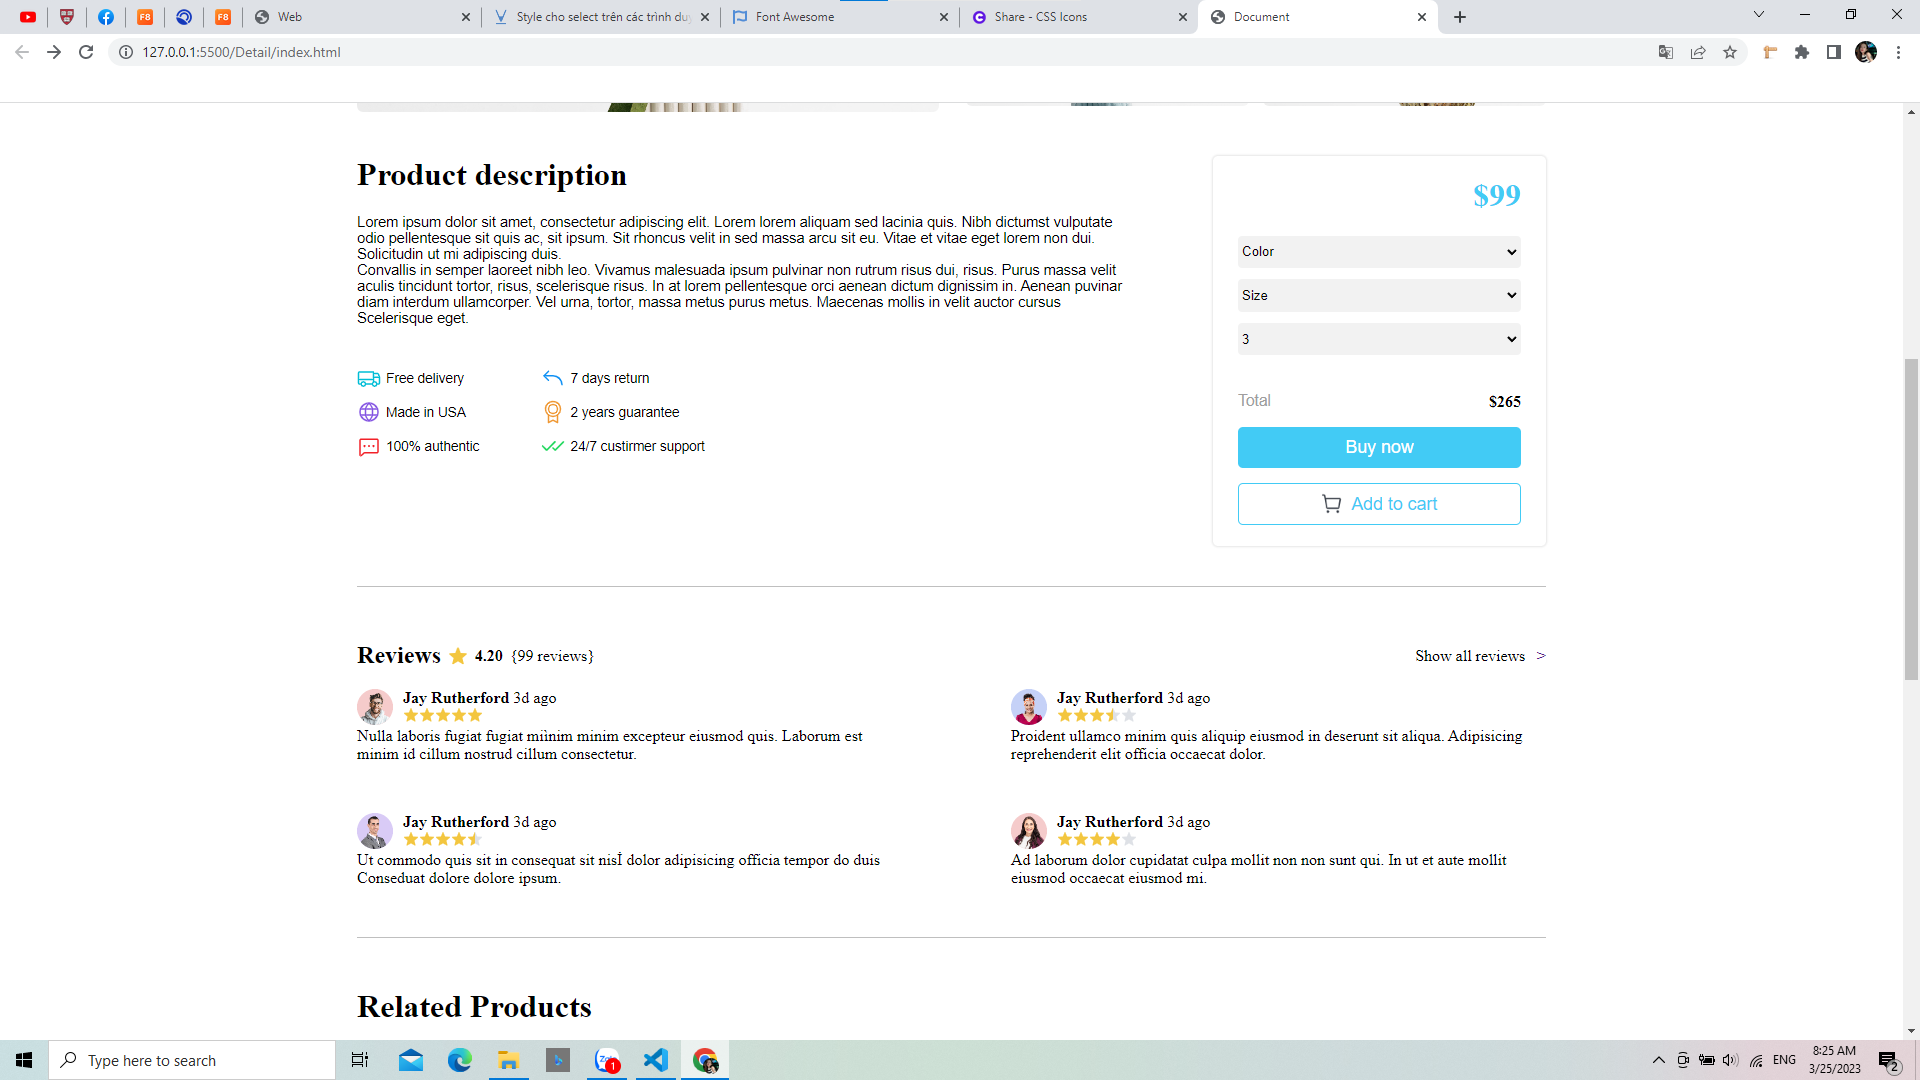 F8
F8
Web
Style cho select trên các trình du
Font Awesome
Share - CSS Icons
Document
127.0.0.1:5500/Detail/index.html
Product description
Lorem ipsum dolor sit amet, consectetur adipiscing elit. Lorem lorem aliquam sed lacinia quis. Nibh dictumst vulputate
odio pellentesque sit quis ac, sit ipsum. Sit rhoncus velit in sed massa arcu sit eu. Vitae et vitae eget lorem non dui.
Solicitudin ut mi adipiscing duis.
Convallis in semper laoreet nibh leo. Vivamus malesuada ipsum pulvinar non rutrum risus dui, risus. Purus massa velit
aculis tincidunt tortor, risus, scelerisque risus. In at lorem pellentesque orci aenean dictum dignissim in. Aenean puvinar
diam interdum ullamcorper. Vel urna, tortor, massa metus purus metus. Maecenas mollis in velit auctor cursus
Scelerisque eget.
Free delivery
7 days return
Made in USA
2 years guarantee
100% authentic
24/7 custirmer support
$99
Color
Size
3
Total $265
Buy now
Add to cart
Reviews 4.20 {99 reviews}
Show all reviews >
Jay Rutherford 3d ago
Nulla laboris fugiat fugiat miìnim minim excepteur eiusmod quis. Laborum est
minim id cillum nostrud cillum consectetur.
Jay Rutherford 3d ago
Proident ullamco minim quis aliquip eiusmod in deserunt sit aliqua. Adipisicing
reprehenderit elit officia occaecat dolor.
Jay Rutherford 3d ago
Ut commodo quis sit in consequat sit nisỈ dolor adipisicing officia tempor do duis
Conseduat dolore dolore ipsum.
Jay Rutherford 3d ago
Ad laborum dolor cupidatat culpa mollit non non sunt qui. In ut et aute mollit
eiusmod occaecat eiusmod mi.
Related Products
Type here to search
1
ENG
8:25 AM
3/25/2023
2